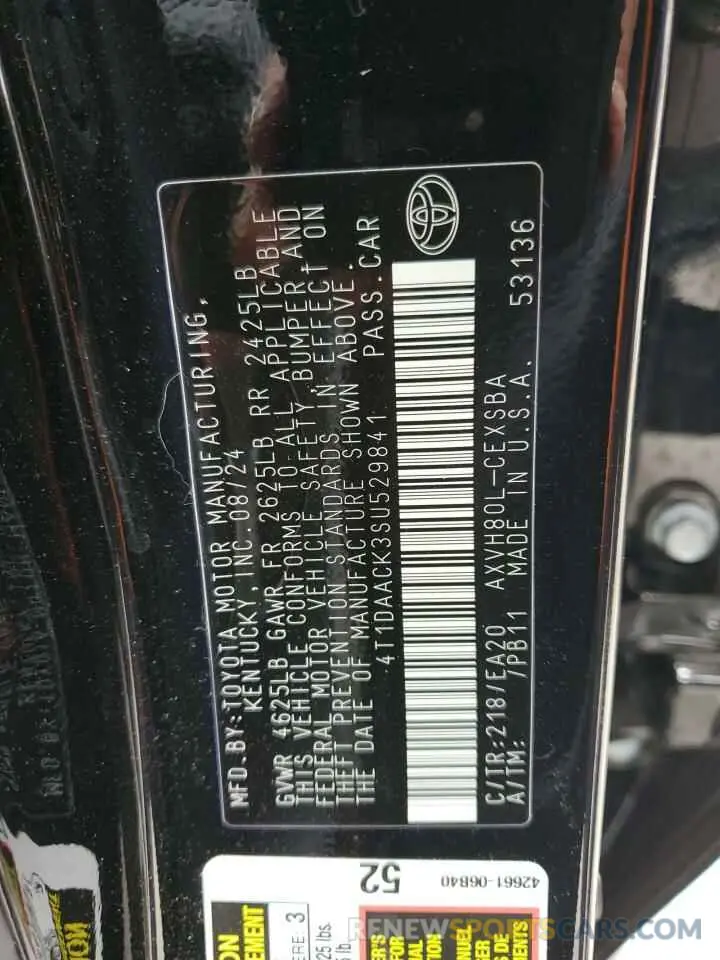 MFD.BY:TOYOTA MOTOR MANUFACTURING,
KENTUCKY, INC. 08/24
GVWR 4625LB GAWR FR 2625LB RR 2425LB
THIS VEHICLE CONFORMS TO ALL APPLICABLE
FEDERAL MOTOR VEHICLE SAFETY, BUMPER, AND
THEFT PREVENTION STANDARDS IN EFFECT ON
THE DATE OF MANUFACTURE SHOWN ABOVE.
4T1DAACK3SU529841 PASS.CAR
C/TR:218/EA20 AXVH80L-CEXSBA
A/TM: /PB11 MADE IN U.S.A. 53136
52
42661-06B40
3
RENEWSPORTSCARS.COM